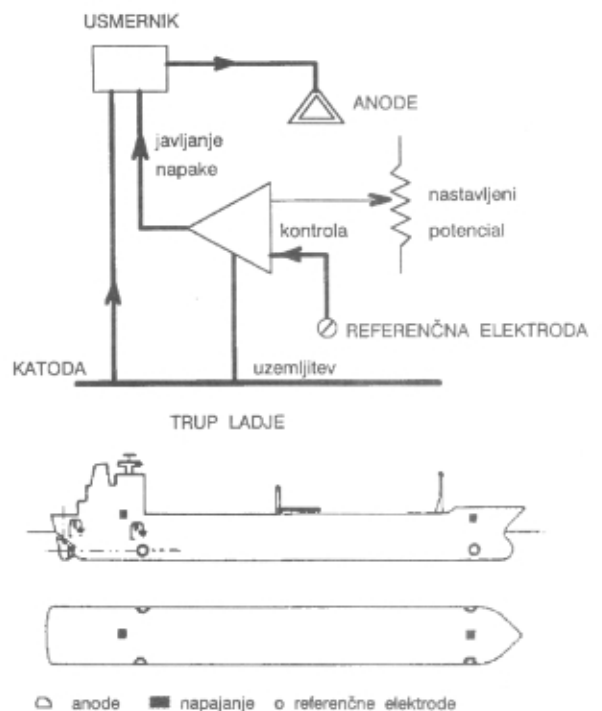 USMERNIK
ANODE
javljanje
napake
nastavljeni
kontrola
potencial
REFERENČNA ELEKTRODA
KATODA
uzemljitev
TRUP LADJE
anode napajanje referenčne elektrode